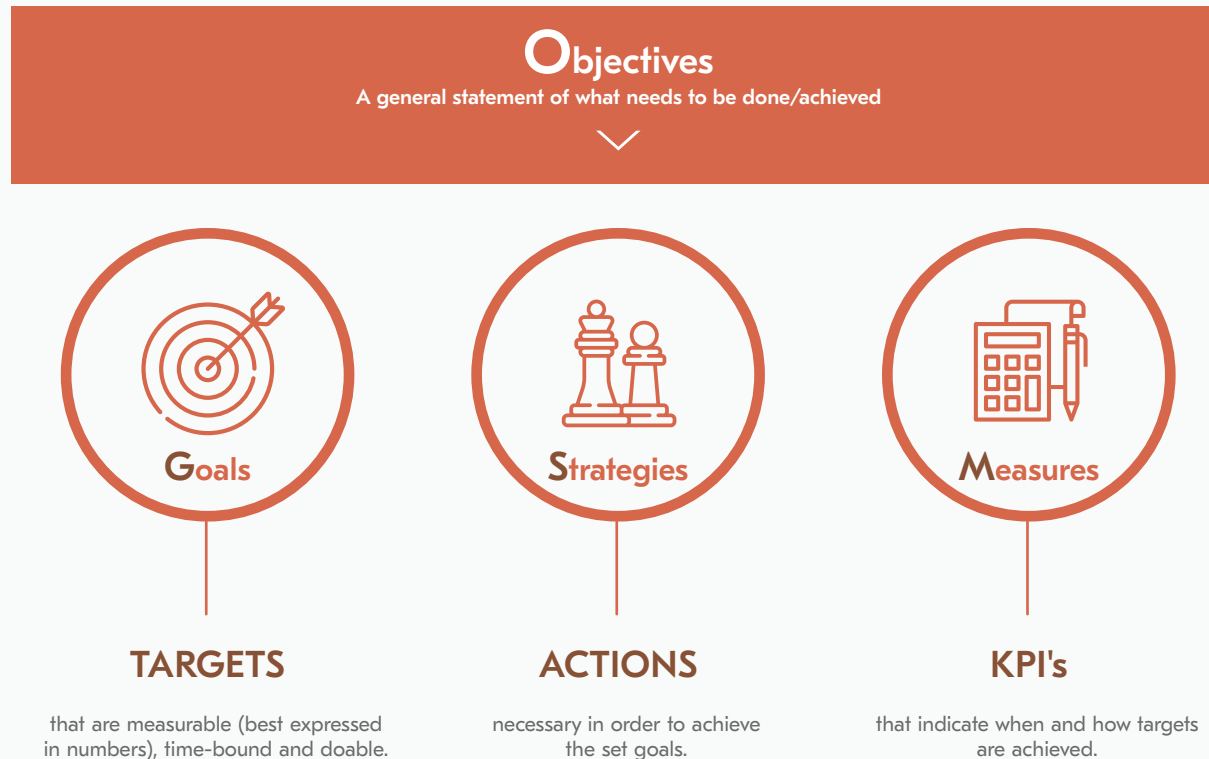 Objectives
A general statement of what needs to be done/achieved
Goals
Strategies
Measures
TARGETS
that are measurable (best expressed
in numbers), time-bound and doable.
ACTIONS
necessary in order to achieve
the set goals.
KPI's
that indicate when and how targets
are achieved.